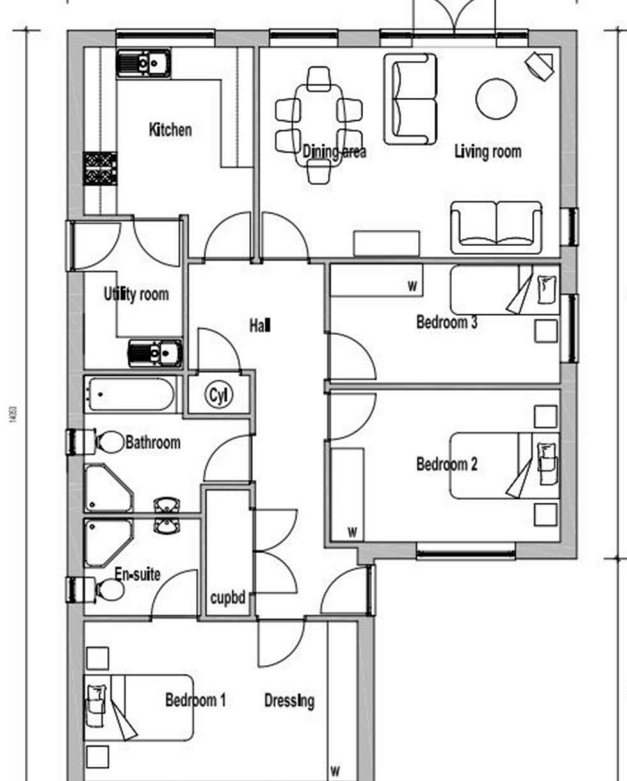 Kitchen
Dining area
Living room
Utility room
Hall
W
Bedroom 3
Cyl
Bathroom
Bedroom 2
W
En-suite
cupbd
Bedroom 1
Dressing
W
14053